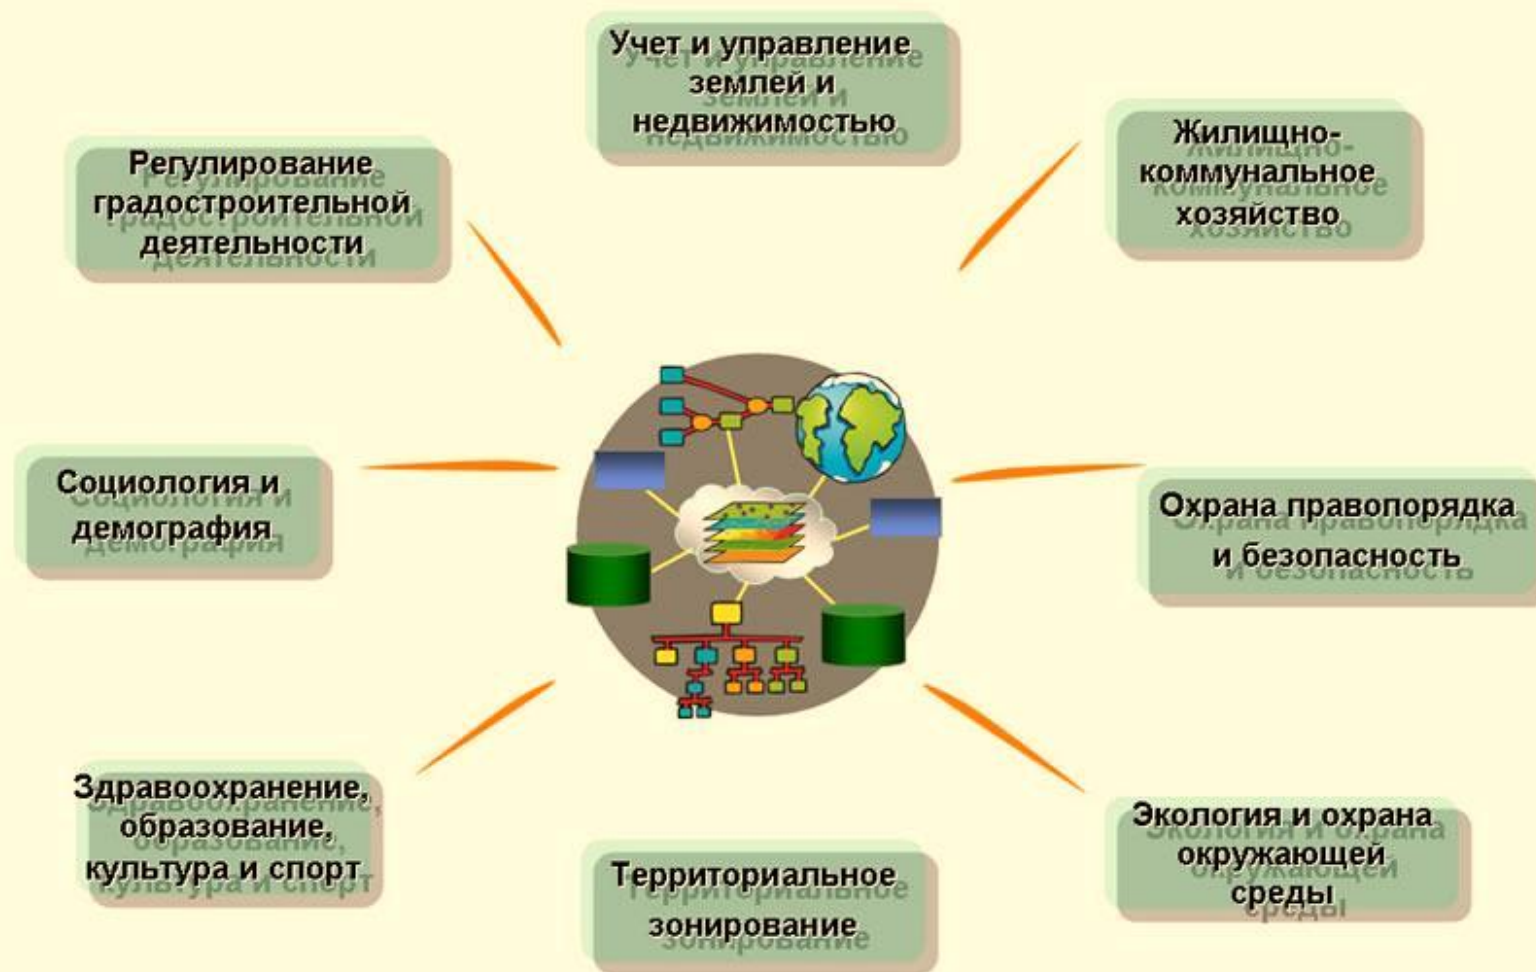 Учет и управление
землей и
недвижимостью
Жилищно-
коммунальное
хозяйство
Регулирование
градостроительной
деятельности
Социология и
демография
Охрана правопорядка
и безопасность
Здравоохранение,
образование,
культура и спорт
Территориальное
зонирование
Экология и охрана
окружающей
среды